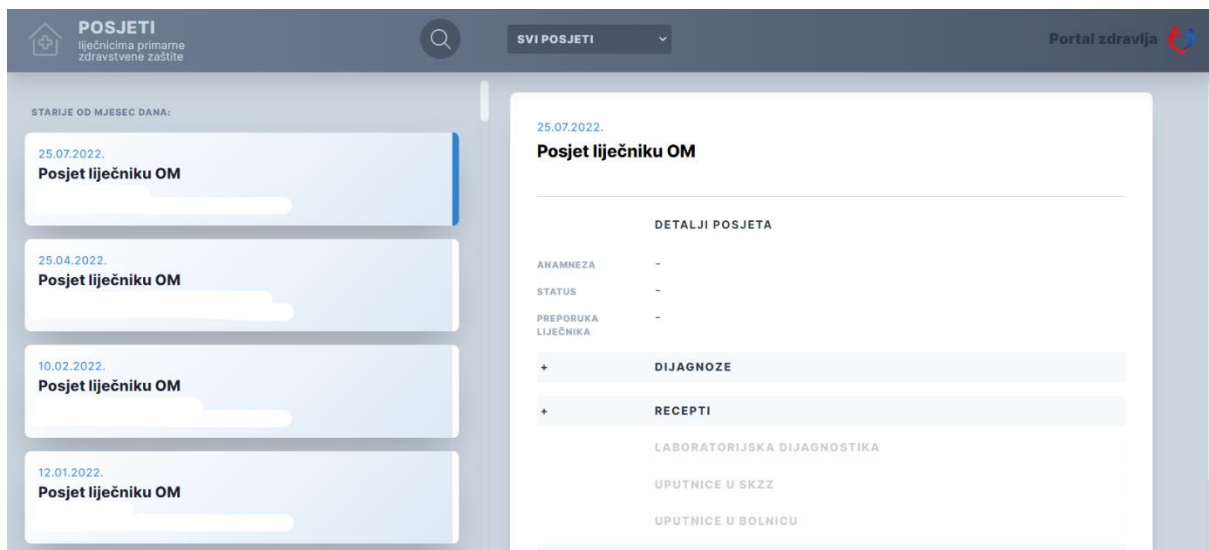 POSJETI
liječnicima primarne
zdravstvene zaštite
SVI POSJETI
Portal zdravlja
STARIJE OD MJESEC DANA:
25.07.2022.
Posjet liječniku OM
25.04.2022.
Posjet liječniku OM
10.02.2022.
Posjet liječniku OM
12.01.2022.
Posjet liječniku OM
25.07.2022.
Posjet liječniku OM
DETALJI POSJETA
ANAMNEZA -
STATUS -
PREPORUKA -
LIJEČNIKA
+ DIJAGNOZE
+ RECEPTI
LABORATORIJSKA DIJAGNOSTIKA
UPUTNICE U SKZZ
UPUTNICE U BOLNICU